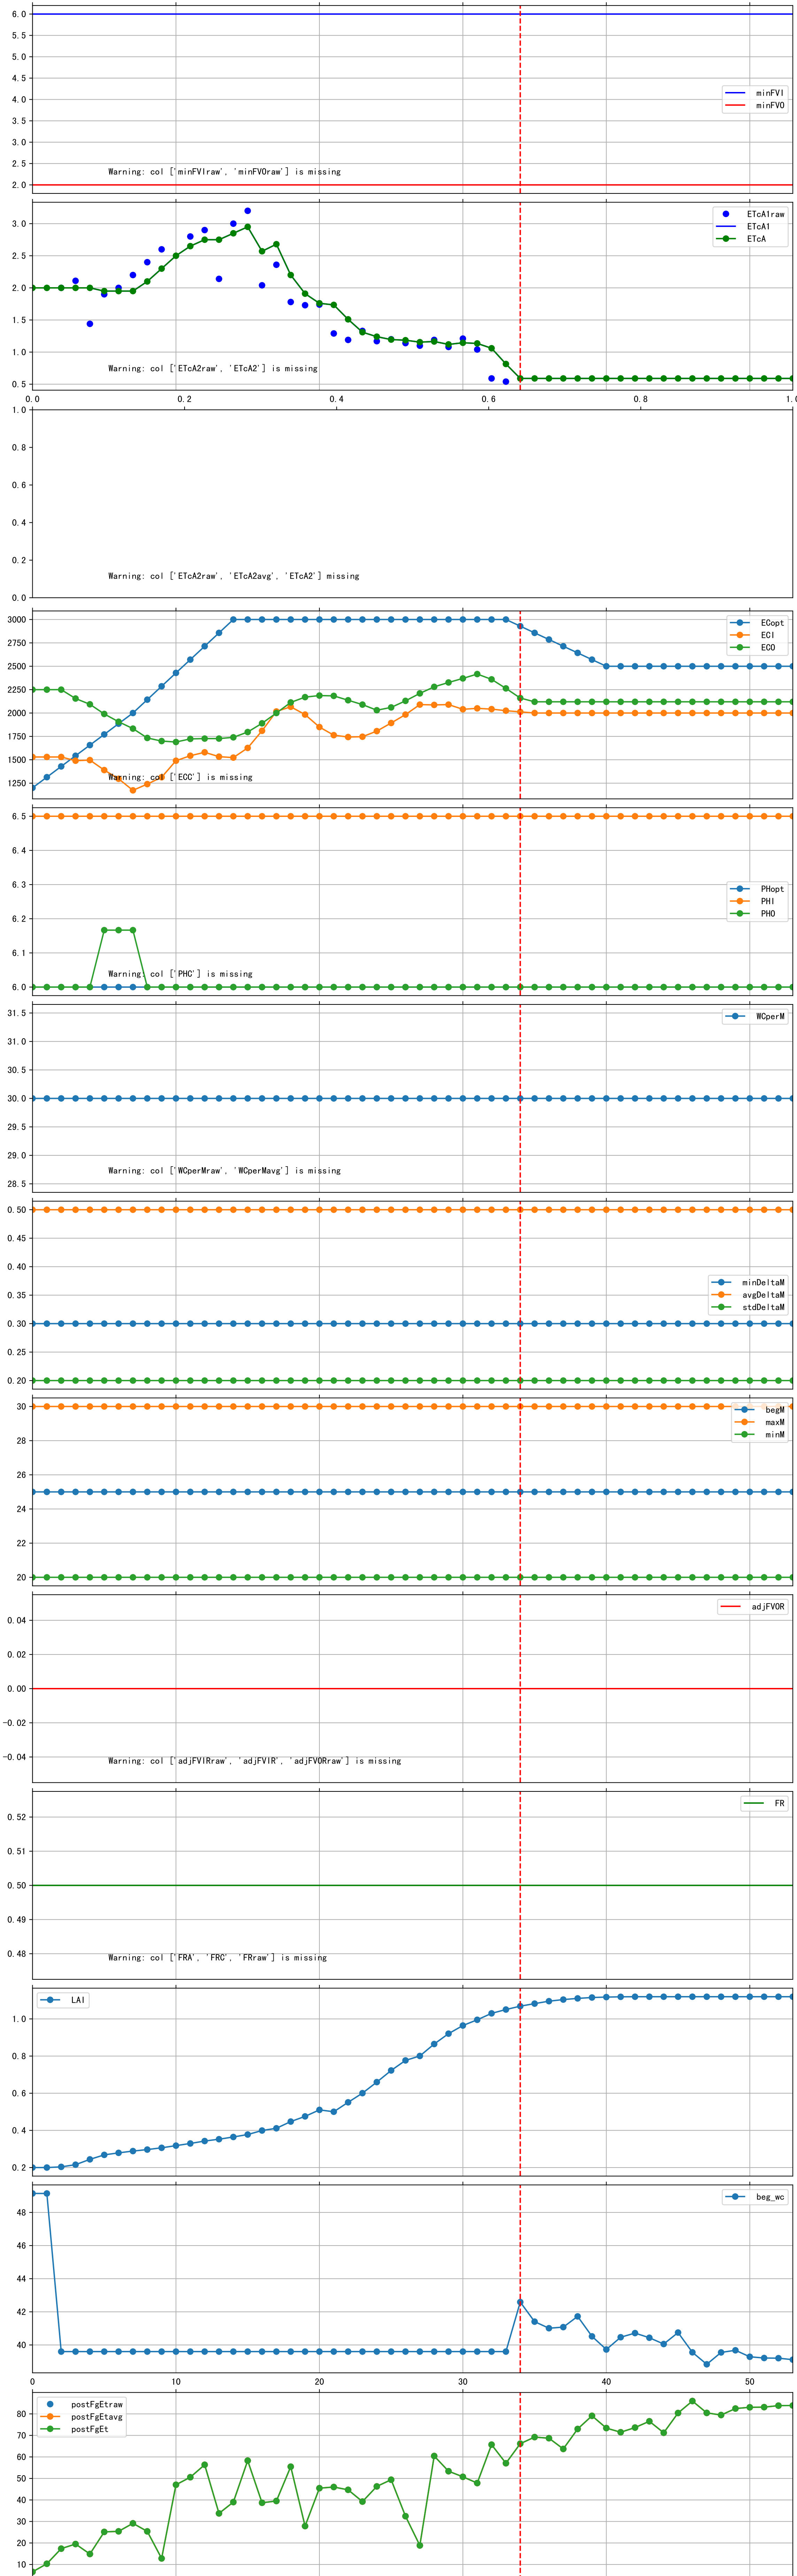 6.0
5.5
5.0
4.5
4.0
3.5
3.0
2.5
2.0
minFVI
minFVO
Warning: col ['minFVIraw', 'minFVOraw'] is missing
3.0
2.5
2.0
1.5
1.0
0.5
ETcA1raw
ETcA1
ETcA
Warning: col ['ETcA2raw', 'ETcA2'] is missing
0.0 0.2 0.4 0.6 0.8 1.0
1.0
0.8
0.6
0.4
0.2
0.0
Warning: col ['ETcA2raw', 'ETcA2avg', 'ETcA2'] missing
3000
2750
2500
2250
2000
1750
1500
1250
ECopt
ECI
ECO
Warning: col ['ECC'] is missing
6.5
6.4
6.3
6.2
6.1
6.0
PHopt
PHI
PHO
Warning: col ['PHC'] is missing
31.5
31.0
30.5
30.0
29.5
29.0
28.5
WCperM
Warning: col ['WCperMraw', 'WCperMavg'] is missing
0.50
0.45
0.40
0.35
0.30
0.25
0.20
minDeltaM
avgDeltaM
stdDeltaM
30
28
26
24
22
20
begM
maxM
minM
0.04
0.02
0.00
-0.02
-0.04
adjFVOR
Warning: col ['adjFVIRraw', 'adjFVIR', 'adjFVORraw'] is missing
0.52
0.51
0.50
0.49
0.48
FR
Warning: col ['FRA', 'FRC', 'FRraw'] is missing
1.0
0.8
0.6
0.4
0.2
LAI
48
46
44
42
40
beg_wc
0 10 20 30 40 50
80
70
60
50
40
30
20
10
postFgEtraw
postFgEtavg
postFgEt